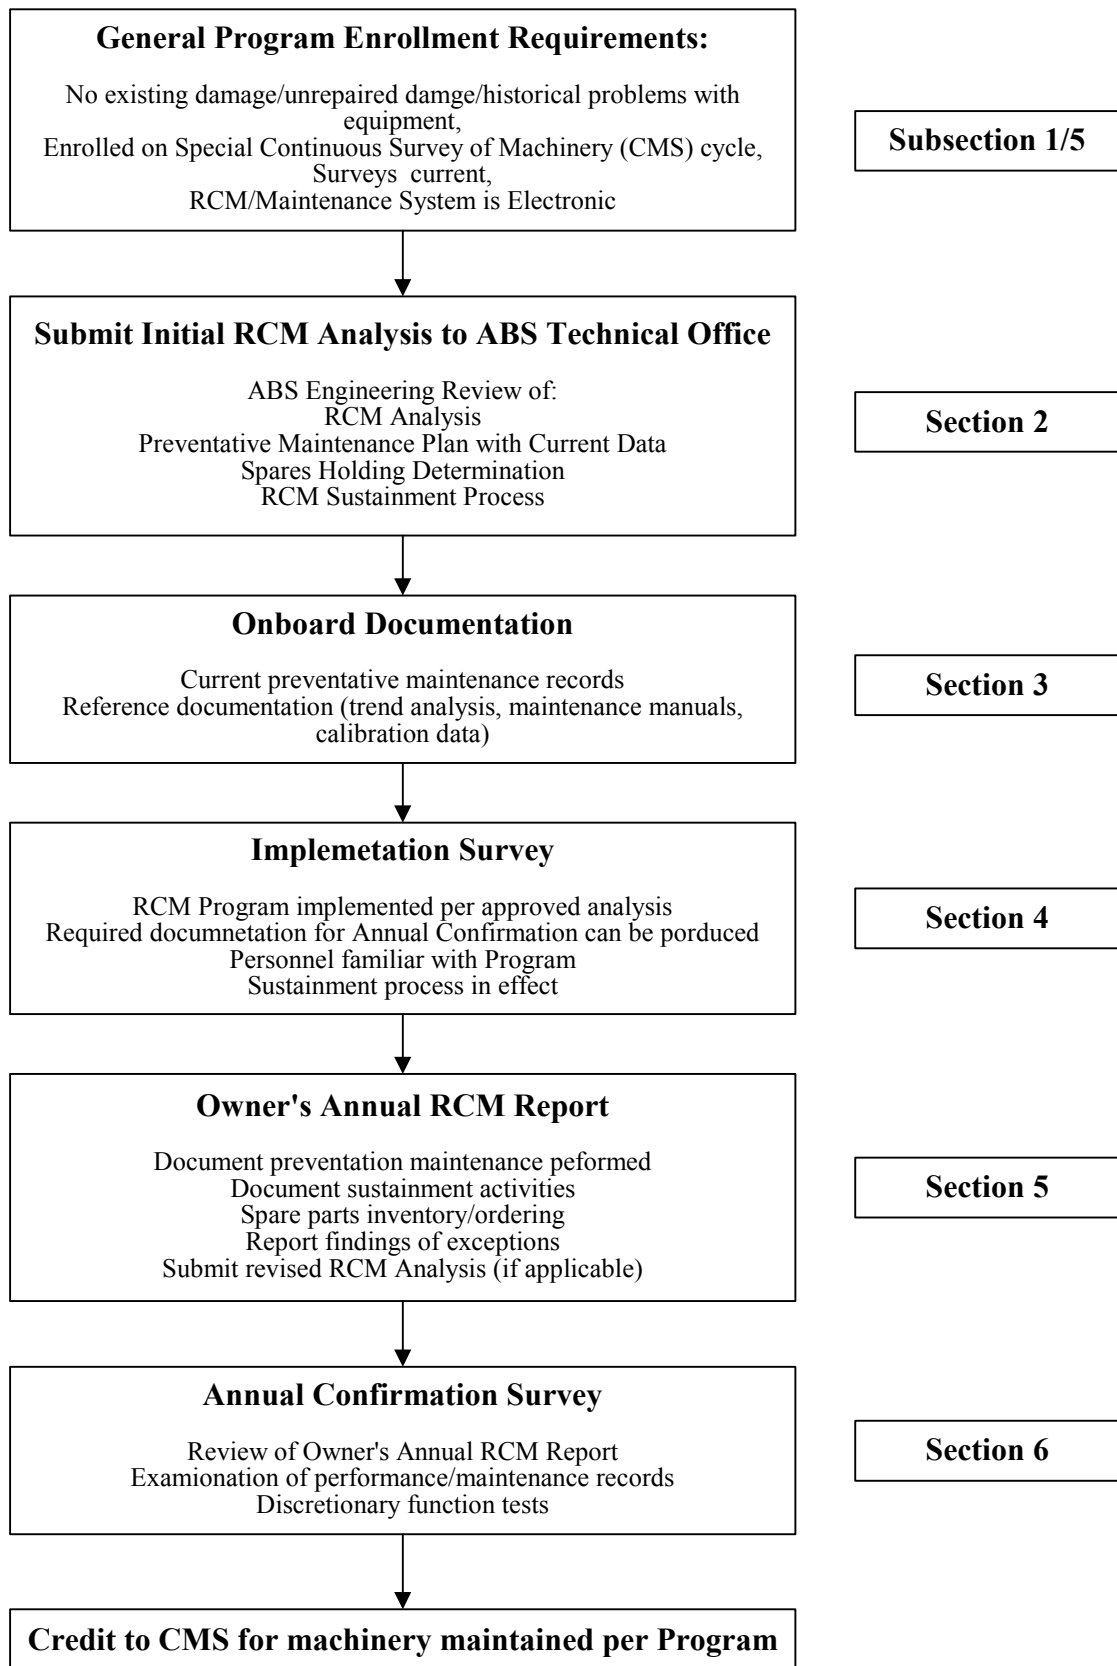 General Program Enrollment Requirements:
No existing damage/unrepaired damge/historical problems with
equipment,
Enrolled on Special Continuous Survey of Machinery (CMS) cycle,
Surveys current,
RCM/Maintenance System is Electronic
Subsection 1/5
Submit Initial RCM Analysis to ABS Technical Office
ABS Engineering Review of:
RCM Analysis
Preventative Maintenance Plan with Current Data
Spares Holding Determination
RCM Sustainment Process
Section 2
Onboard Documentation
Current preventative maintenance records
Reference documentation (trend analysis, maintenance manuals,
calibration data)
Section 3
Implemetation Survey
RCM Program implemented per approved analysis
Required documnetation for Annual Confirmation can be porduced
Personnel familiar with Program
Sustainment process in effect
Section 4
Owner's Annual RCM Report
Document preventation maintenance peformed
Document sustainment activities
Spare parts inventory/ordering
Report findings of exceptions
Submit revised RCM Analysis (if applicable)
Section 5
Annual Confirmation Survey
Review of Owner's Annual RCM Report
Examionation of performance/maintenance records
Discretionary function tests
Section 6
Credit to CMS for machinery maintained per Program